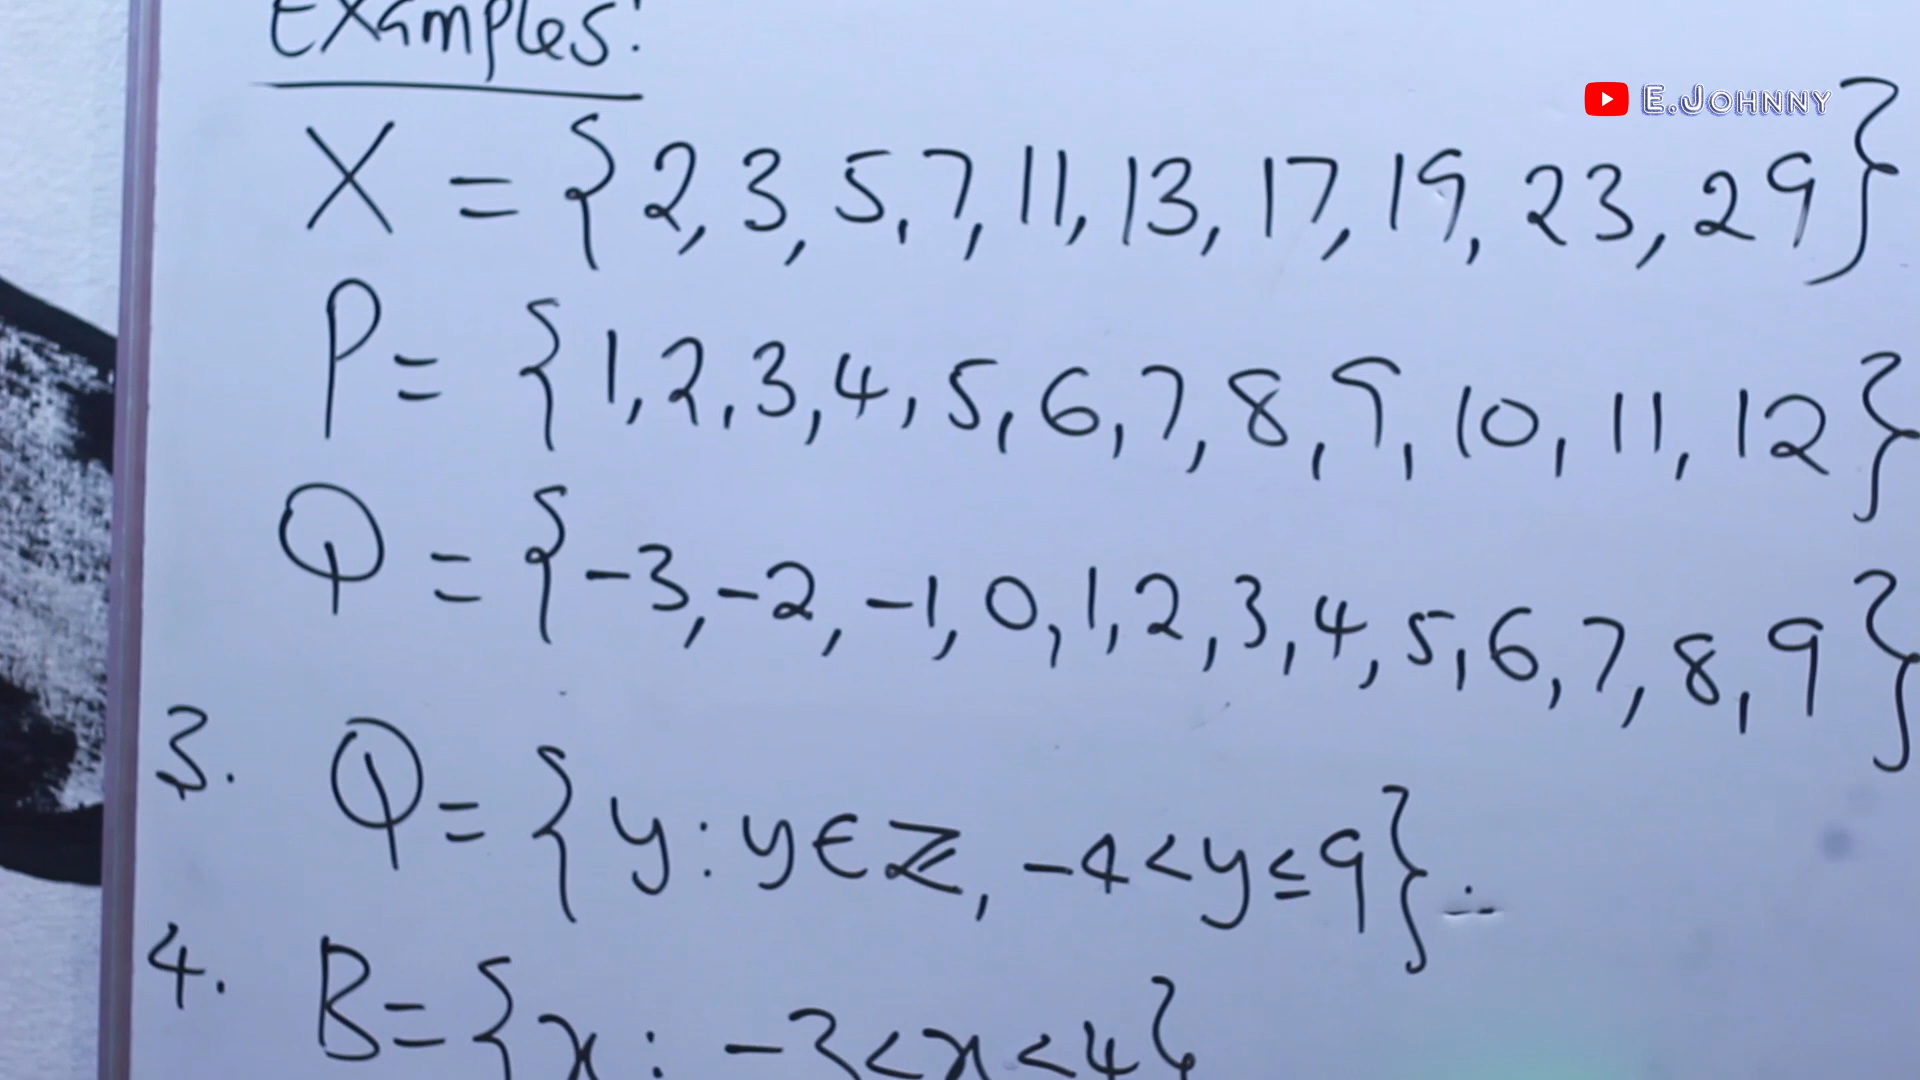 Examples:
E.JOHNNY
X = {2, 3, 5, 7, 11, 13, 17, 19, 23, 29}
P = {1, 2, 3, 4, 5, 6, 7, 8, 9, 10, 11, 12}
Q = {-3, -2, -1, 0, 1, 2, 3, 4, 5, 6, 7, 8, 9}
3. Q = {y : y ∈ ℤ, -4 < y ≤ 9}
4. B = {x : -3 < x < 4}